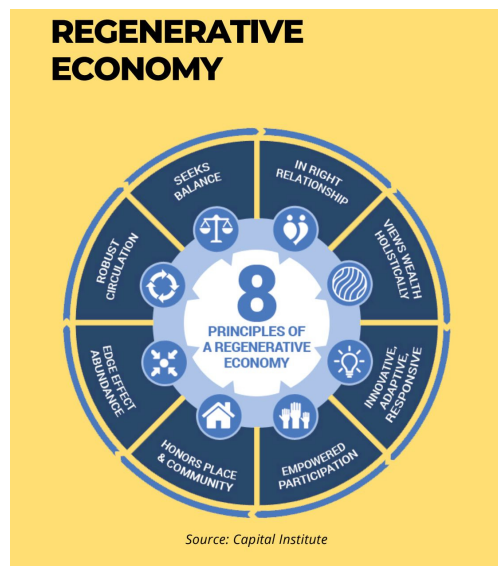 REGENERATIVE
ECONOMY
SEEKS
BALANCE
IN RIGHT
RELATIONSHIP
VIEWS WEALTH
HOLISTICALLY
INNOVATIVE,
ADAPTIVE,
RESPONSIVE
EMPOWERED
PARTICIPATION
HONORS PLACE
& COMMUNITY
EDGE EFFECT
ABUNDANCE
ROBUST
CIRCULATION
8
PRINCIPLES OF
A REGENERATIVE
ECONOMY
Source: Capital Institute